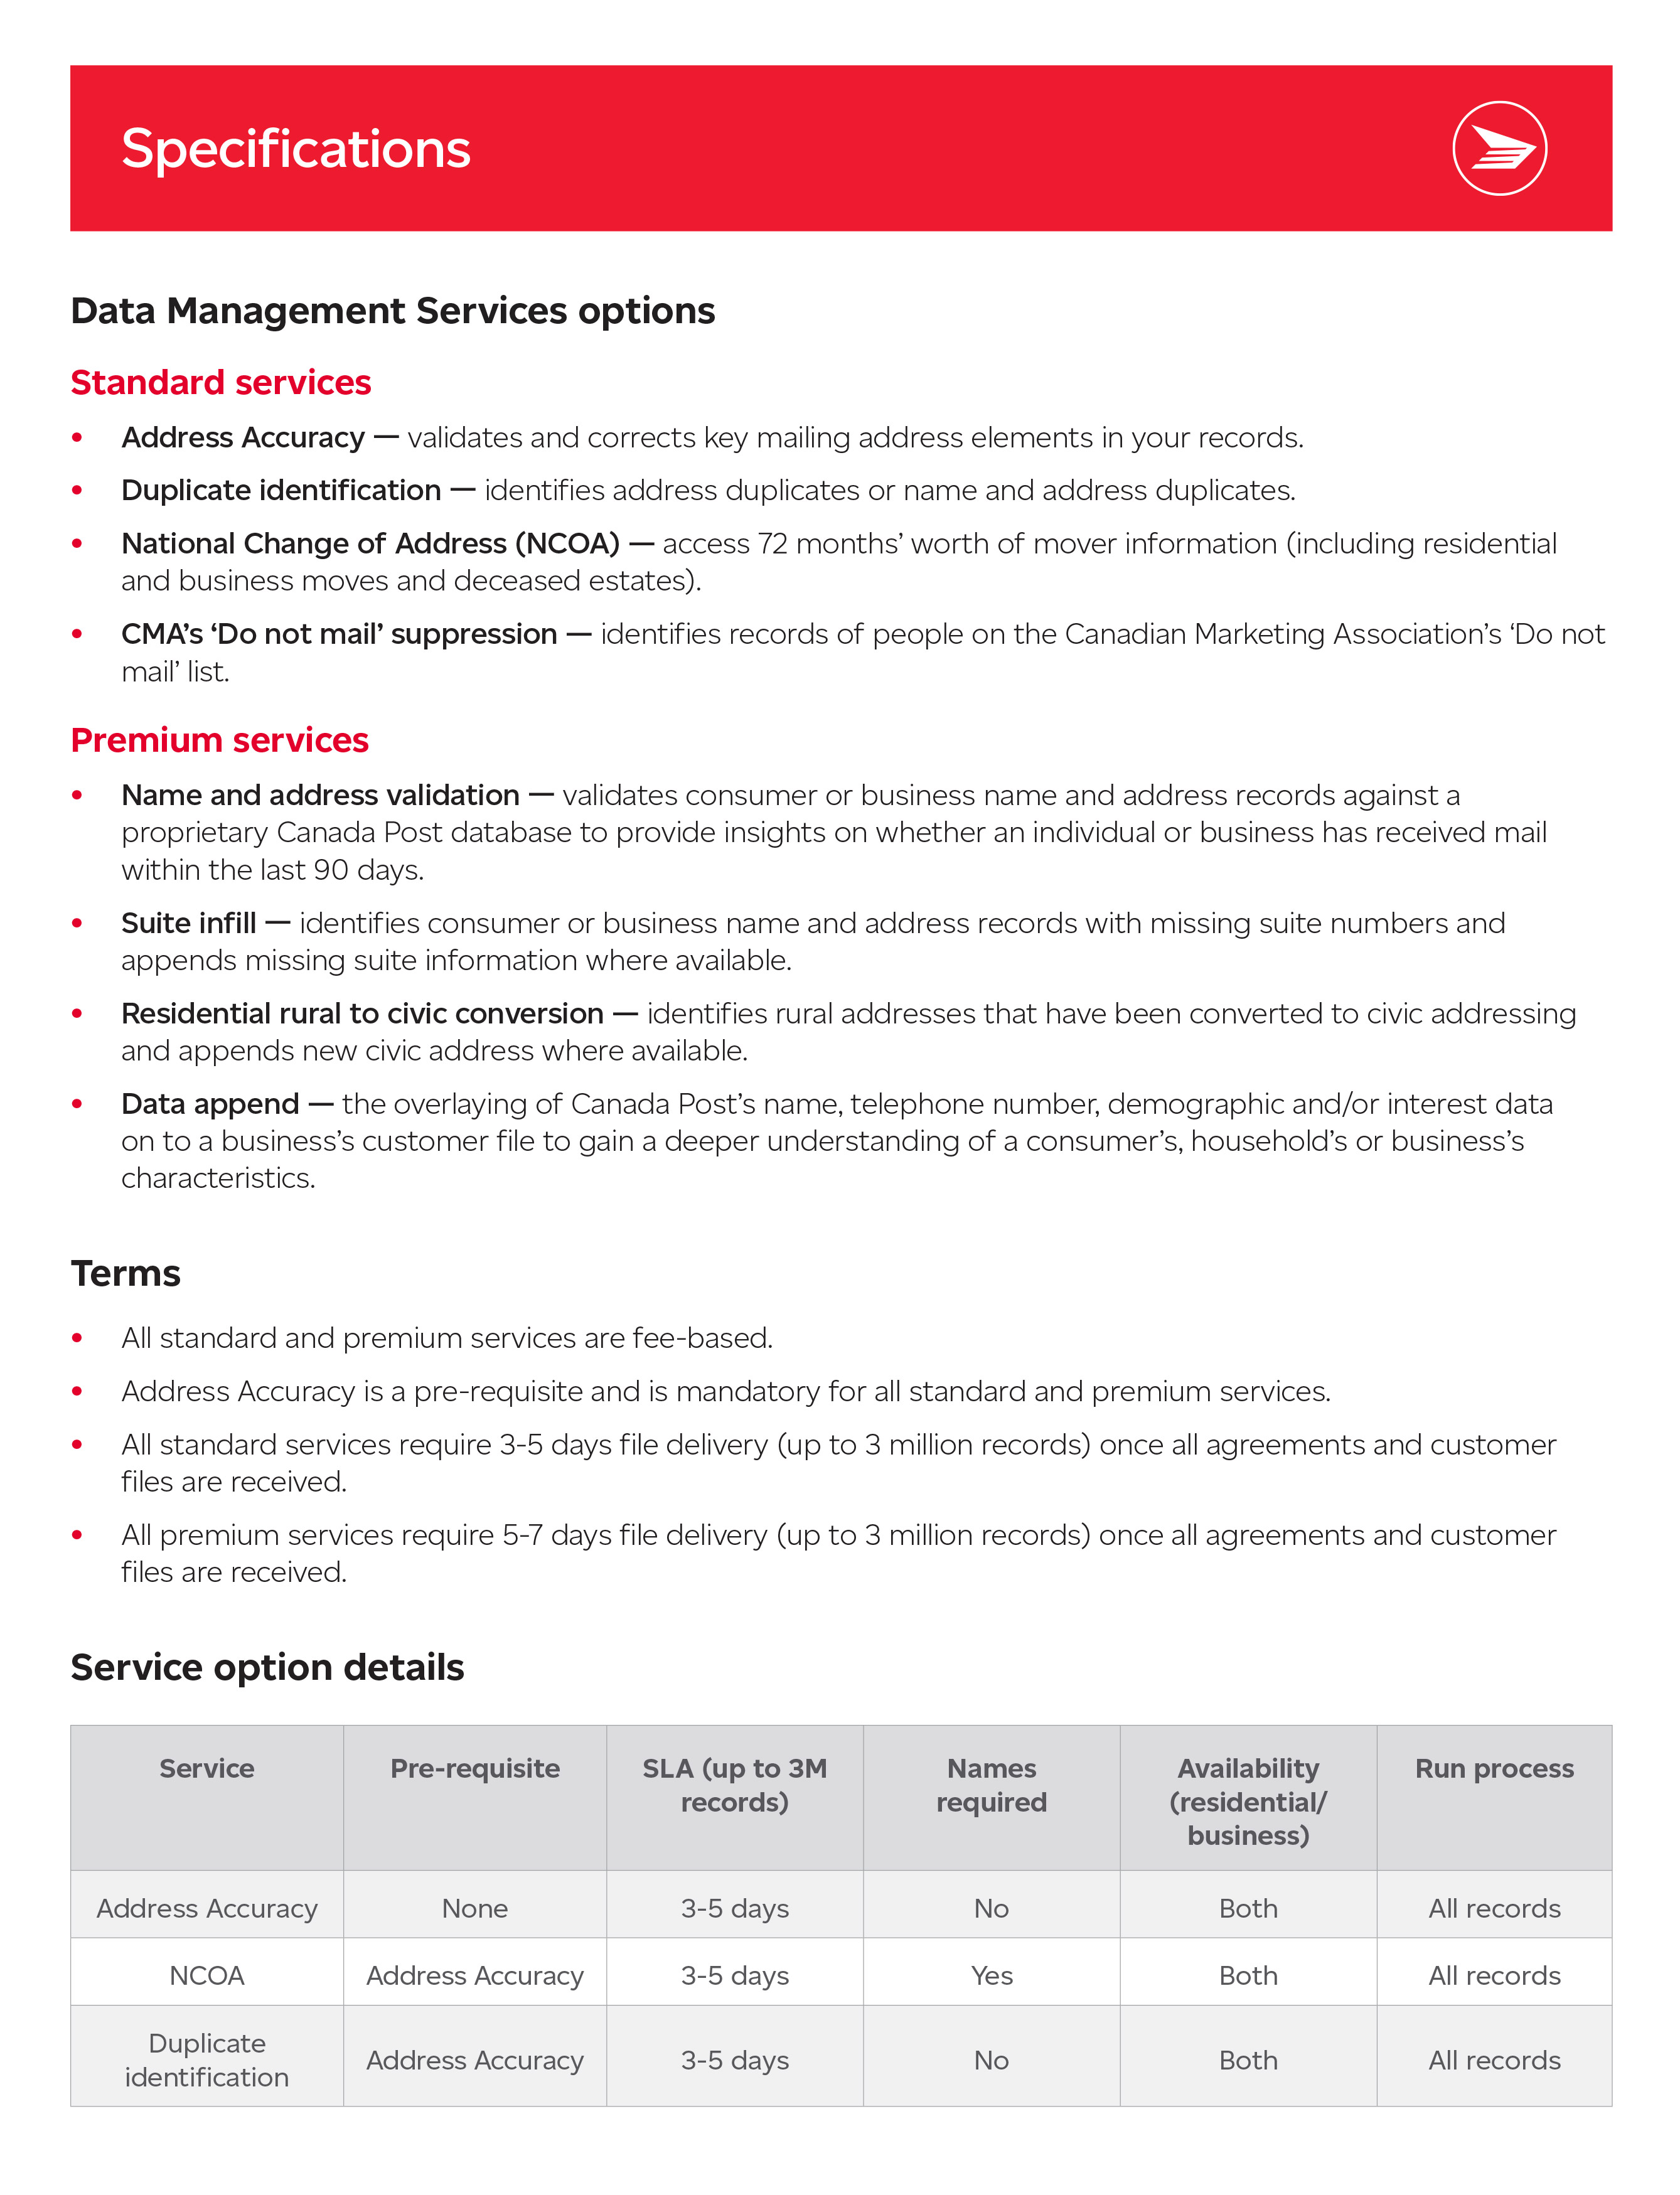 Specifications
Data Management Services options
Standard services
• Address Accuracy — validates and corrects key mailing address elements in your records.
• Duplicate identification — identifies address duplicates or name and address duplicates.
• National Change of Address (NCOA) — access 72 months’ worth of mover information (including residential
and business moves and deceased estates).
• CMA’s ‘Do not mail’ suppression — identifies records of people on the Canadian Marketing Association’s ‘Do not
mail’ list.
Premium services
• Name and address validation — validates consumer or business name and address records against a
proprietary Canada Post database to provide insights on whether an individual or business has received mail
within the last 90 days.
• Suite infill — identifies consumer or business name and address records with missing suite numbers and
appends missing suite information where available.
• Residential rural to civic conversion — identifies rural addresses that have been converted to civic addressing
and appends new civic address where available.
• Data append — the overlaying of Canada Post’s name, telephone number, demographic and/or interest data
on to a business’s customer file to gain a deeper understanding of a consumer’s, household’s or business’s
characteristics.
Terms
• All standard and premium services are fee-based.
• Address Accuracy is a pre-requisite and is mandatory for all standard and premium services.
• All standard services require 3-5 days file delivery (up to 3 million records) once all agreements and customer
files are received.
• All premium services require 5-7 days file delivery (up to 3 million records) once all agreements and customer
files are received.
Service option details
Service Pre-requisite SLA (up to 3M records) Names required Availability (residential/ business) Run process
Address Accuracy None 3-5 days No Both All records
NCOA Address Accuracy 3-5 days Yes Both All records
Duplicate identification Address Accuracy 3-5 days No Both All records